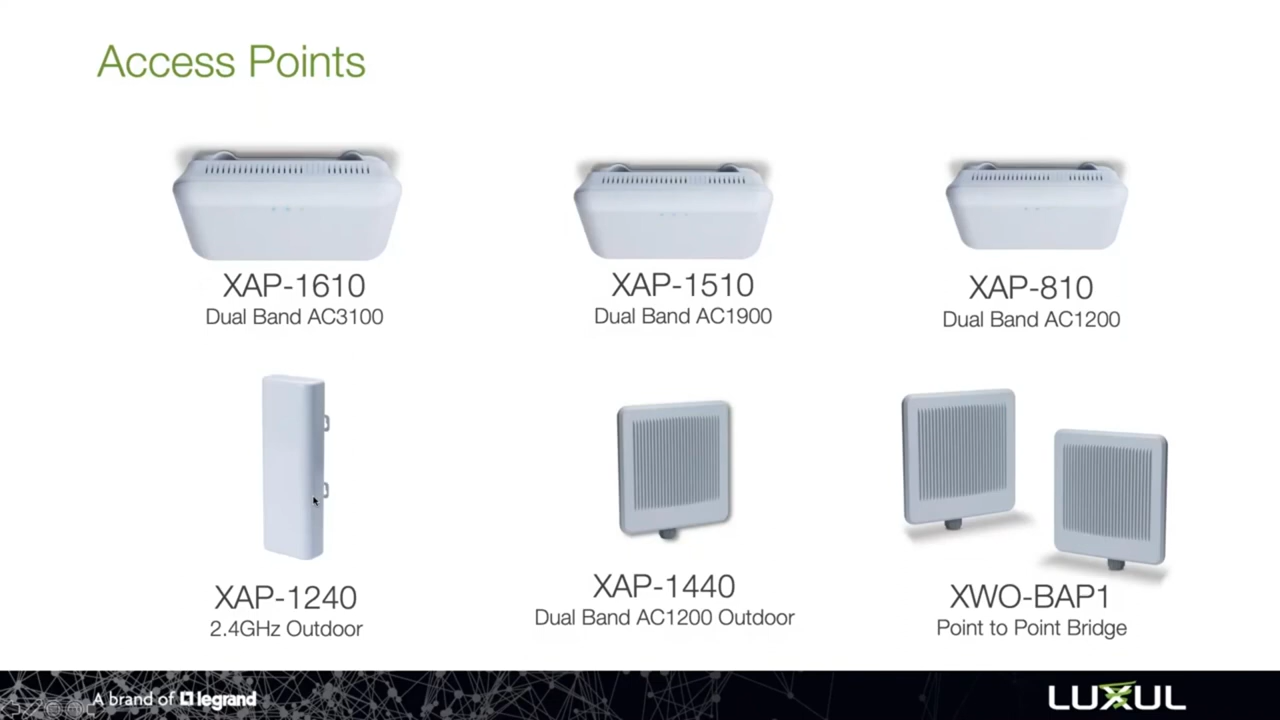 Access Points
XAP-1610
Dual Band AC3100
XAP-1510
Dual Band AC1900
XAP-810
Dual Band AC1200
XAP-1240
2.4GHz Outdoor
XAP-1440
Dual Band AC1200 Outdoor
XWO-BAP1
Point to Point Bridge
A brand of legrand
LUXUL